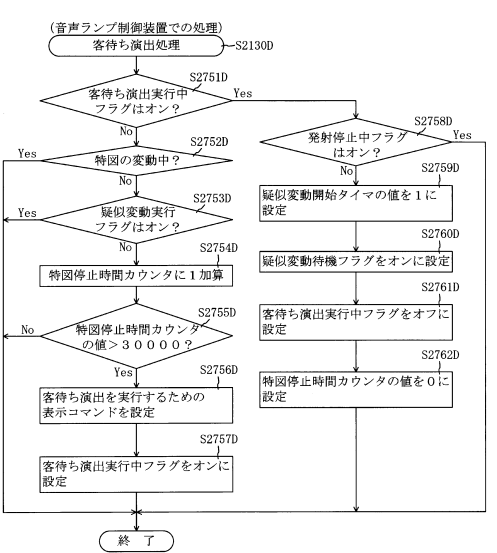 (音声ランプ制御装置での処理)
客待ち演出処理
S2130D
S2751D
客待ち演出実行中
フラグはオン？
Yes
No
S2752D
特図の変動中？
Yes
No
S2753D
疑似変動実行
フラグはオン？
Yes
No
S2754D
特図停止時間カウンタに１加算
S2755D
特図停止時間カウンタ
の値＞３００００？
No
Yes
S2756D
客待ち演出を実行するための
表示コマンドを設定
S2757D
客待ち演出実行中フラグをオンに
設定
S2758D
発射停止中フラグ
はオン？
Yes
No
S2759D
疑似変動開始タイマの値を１に
設定
S2760D
疑似変動待機フラグをオンに設定
S2761D
客待ち演出実行中フラグをオフに
設定
S2762D
特図停止時間カウンタの値を０に
設定
終　了